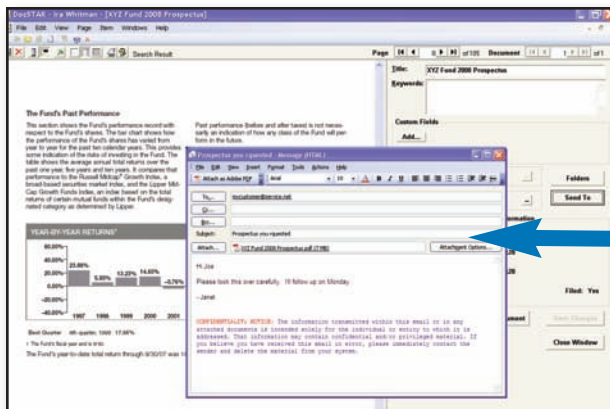 DocSTAR - Ira Whitman - [XYZ Fund 2008 Prospectus]
File Edit View Page Item Windows Help
Search Result
Page of 105 Document 1 of 1
Title: XYZ Fund 2008 Prospectus
Keywords:
Custom Fields
Add...
The Fund's Past Performance
This section shows the Fund's performance record with
respect to the Fund's shares. The bar chart shows how
the performance of the Fund's shares has varied from
year to year for the past ten calendar years. This provides
some indication of the risks of investing in the Fund. The
table shows the average annual total returns over the
past one year, five years and ten years. It compares that
performance to the Russell Midcap® Growth Index, a
broad-based securities market index, and the Lipper Mid-
Cap Growth Funds Index, an index based on the total
returns of certain mutual funds within the Fund's desig-
nated category as determined by Lipper.
Past performance (before and after taxes) is not neces-
sarily an indication of how any class of the Fund will per-
form in the future.
YEAR-BY-YEAR RETURNS*
60.00%
40.00%
20.00%
0.00%
-20.00%
-40.00%
1997 1998 1999 2000 2001
Best Quarter 4th quarter,
The Fund's year-to-date total return through 9/30/07 was
Prospectus you rquested - Message (HTML)
File Edit View Insert Format Tools Actions Help
Attach as Adobe PDF Arial 10
To...
Cc...
Bcc...
Subject: Prospectus you rquested
Attach... XYZ Fund 2008 Prospectus.pdf
Attachment Options...
Hi Joe
Please look this over carefully. I'll follow up on Monday.
- Janet
CONFIDENTIALITY NOTICE: The information transmitted within this email or in any
attached documents is intended solely for the individual or entity to which it is
addressed. That information may contain confidential and/or privileged material. If
you believe you have received this email in error, please immediately contact the
sender and delete the material from your system.
Folders
Send To
Filed: Yes
Save Changes
Close Window